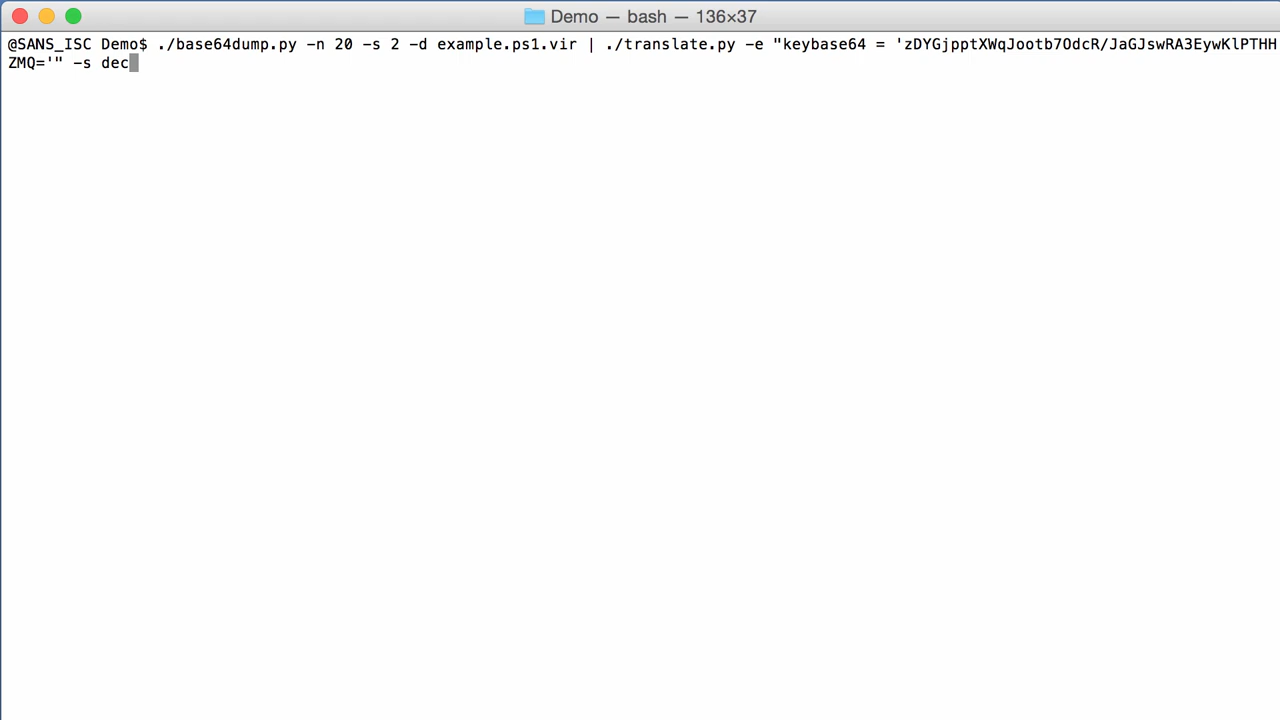 Demo — bash — 136×37
@SANS_ISC Demo$ ./base64dump.py -n 20 -s 2 -d example.ps1.vir | ./translate.py -e "keybase64 = 'zDYGjpptXWqJootb7OdcR/JaGJswRA3EywKlPTHH
ZMQ='" -s dec